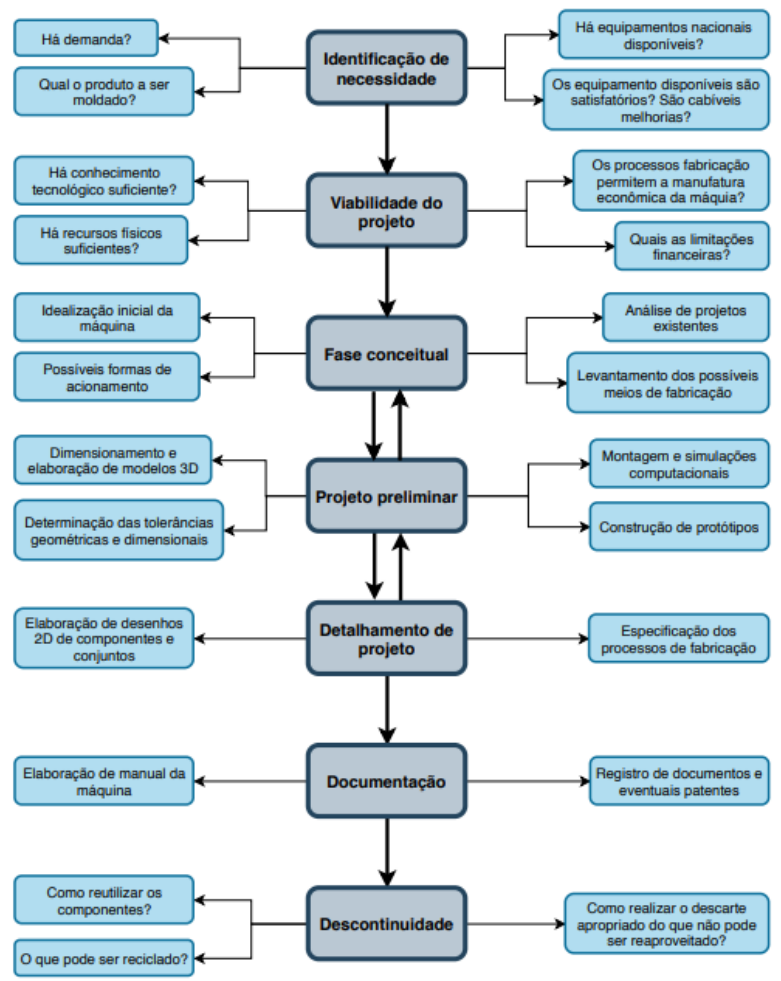 Há demanda?
Qual o produto a ser
moldado?
Identificação de
necessidade
Há equipamentos nacionais
disponíveis?
Os equipamento disponíveis são
satisfatórios? São cabíveis
melhorias?
Há conhecimento
tecnológico suficiente?
Há recursos físicos
suficientes?
Viabilidade do
projeto
Os processos fabricação
permitem a manufatura
econômica da máquia?
Quais as limitações
financeiras?
Idealização inicial da
máquina
Possíveis formas de
acionamento
Fase conceitual
Análise de projetos
existentes
Levantamento dos possíveis
meios de fabricação
Dimensionamento e
elaboração de modelos 3D
Determinação das tolerâncias
geométricas e dimensionais
Projeto preliminar
Montagem e simulações
computacionais
Construção de protótipos
Elaboração de desenhos
2D de componentes e
conjuntos
Detalhamento de
projeto
Especificação dos
processos de fabricação
Elaboração de manual da
máquina
Documentação
Registro de documentos e
eventuais patentes
Como reutilizar os
componentes?
O que pode ser reciclado?
Descontinuidade
Como realizar o descarte
apropriado do que não pode
ser reaproveitado?